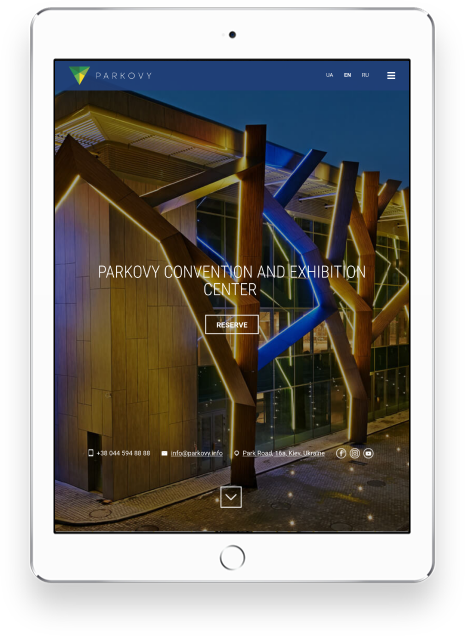 PARKOVY
UA EN RU
PARKOVY CONVENTION AND EXHIBITION
CENTER
RESERVE
+38 044 594 88 88 info@parkovy.info Park Road, 16a, Kiev, Ukraine